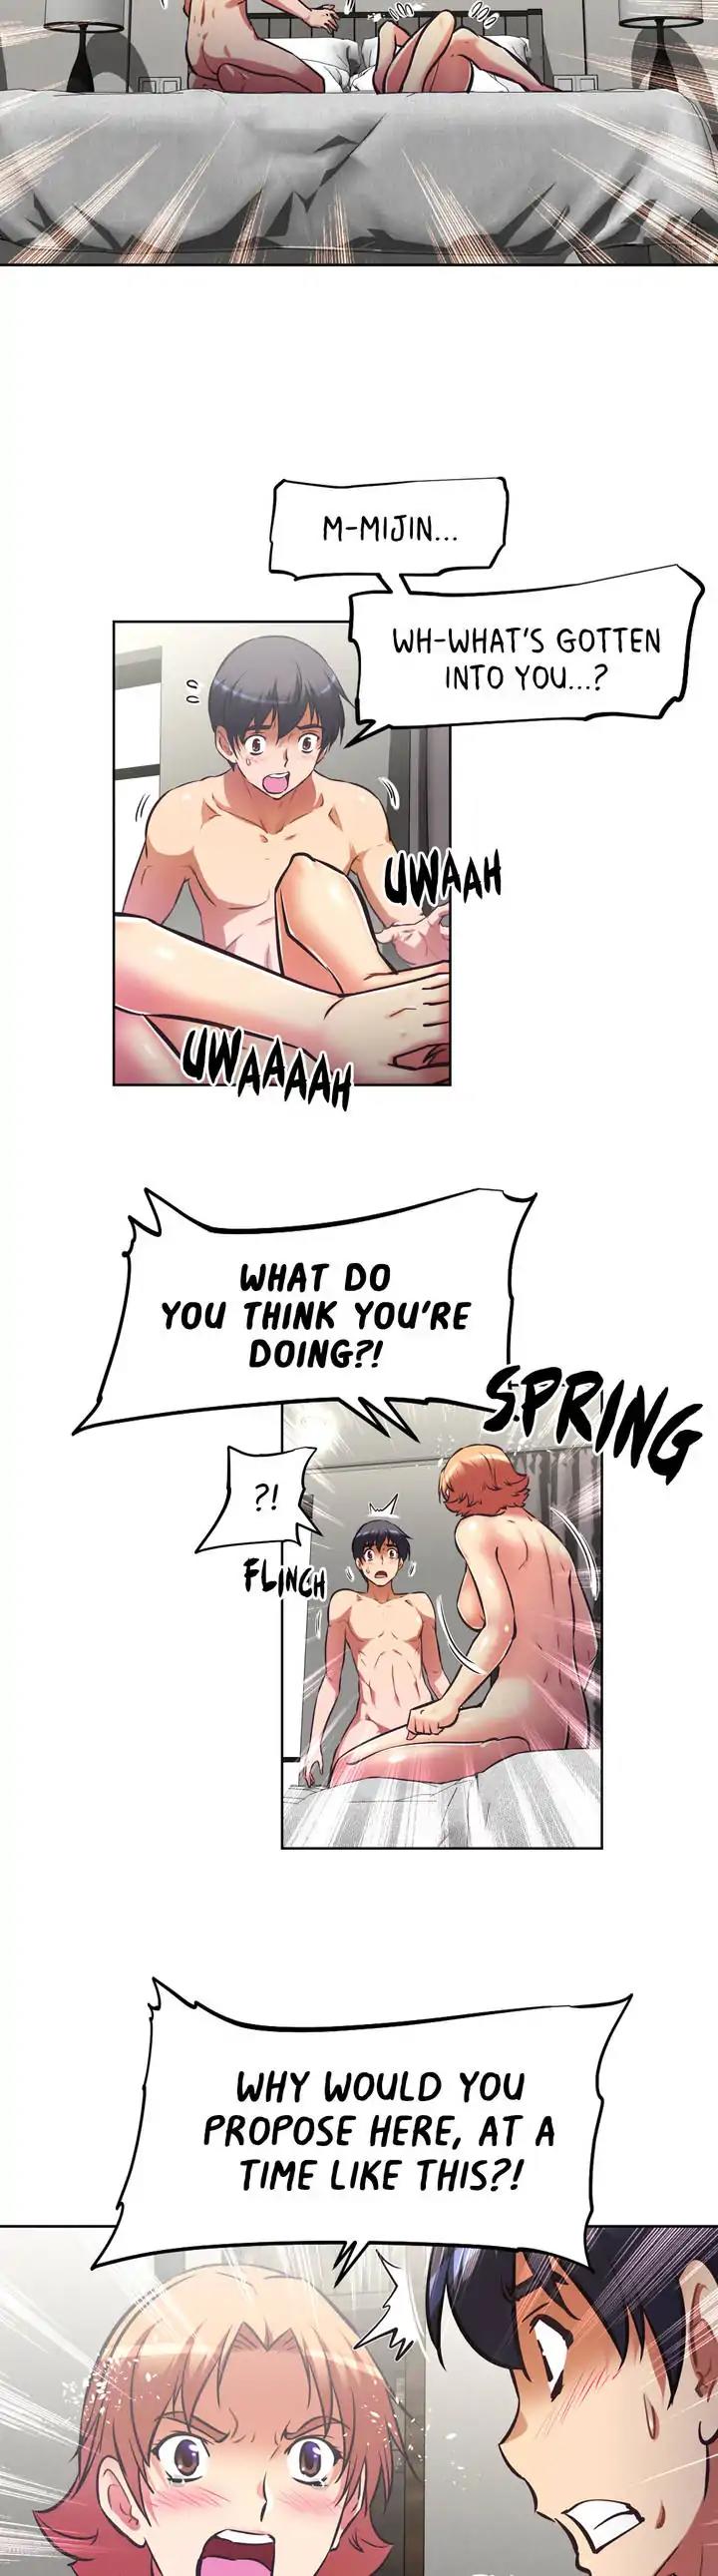 M-MIJIN...
WH-WHAT'S GOTTEN
INTO YOU...?
UWAAH
UWAAAAH
WHAT DO
YOU THINK YOU'RE
DOING?!
SPRING
?!
FLINCH
WHY WOULD YOU
PROPOSE HERE, AT A
TIME LIKE THIS?!